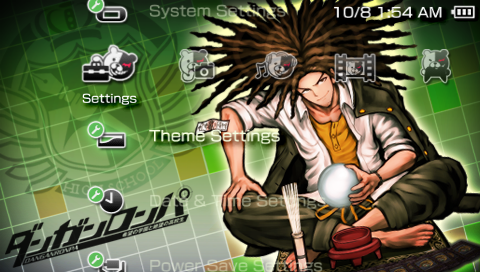 System Settings
10/8 1:54 AM
Settings
Theme Settings
Date & Time Settings
ダンガンロンパ
DANGANRONPA
希望の学園と絶望の高校生
Power Save Settings